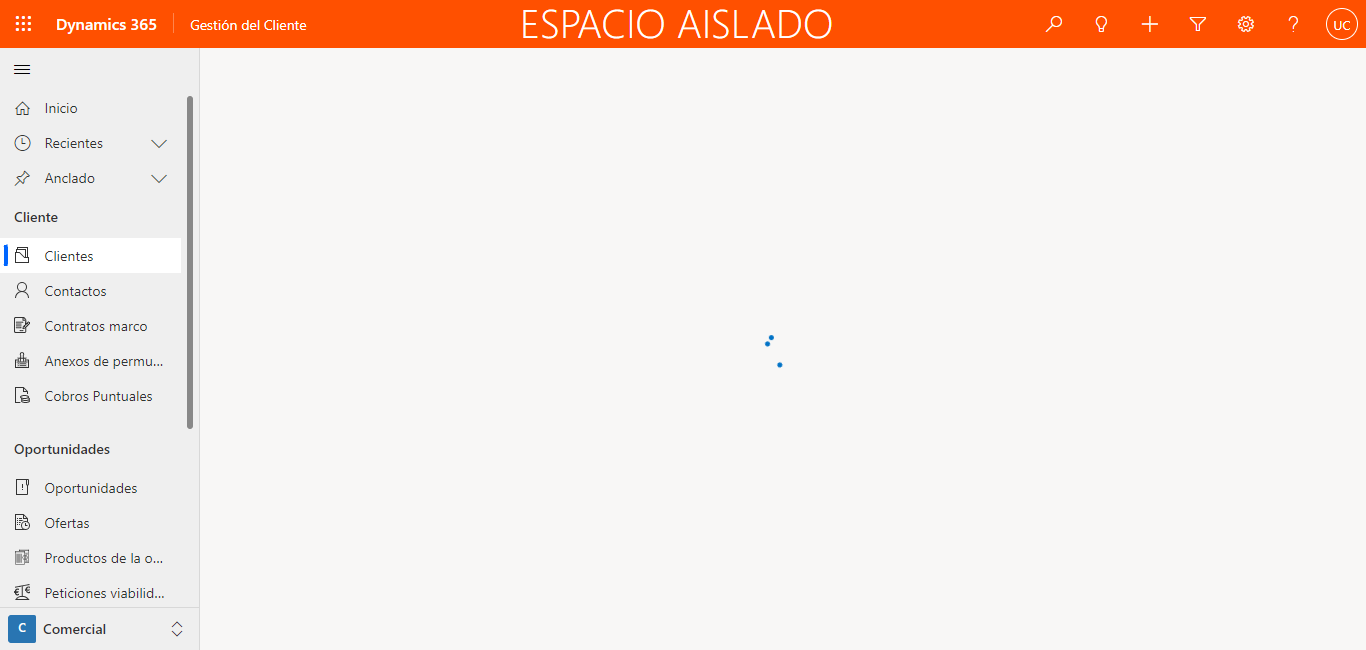 Dynamics 365
Gestión del Cliente
ESPACIO AISLADO
UC
Inicio
Recientes
Anclado
Cliente
Clientes
Contactos
Contratos marco
Anexos de permu...
Cobros Puntuales
Oportunidades
Oportunidades
Ofertas
Productos de la o...
Peticiones viabilid...
C
Comercial